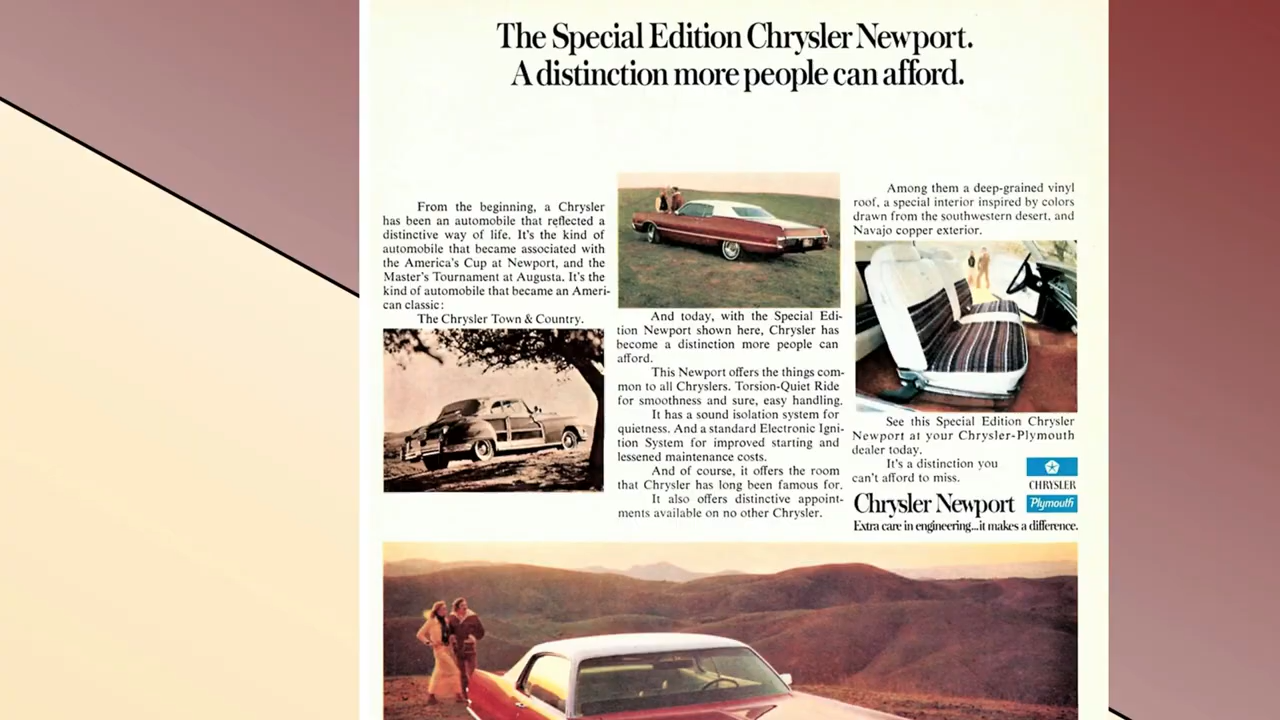 The Special Edition Chrysler Newport.
A distinction more people can afford.
From the beginning, a Chrysler
has been an automobile that reflected a
distinctive way of life. It's the kind of
automobile that became associated with
the America's Cup at Newport, and the
Master's Tournament at Augusta. It's the
kind of automobile that became an Ameri-
can classic:
The Chrysler Town & Country.
And today, with the Special Edi-
tion Newport shown here, Chrysler has
become a distinction more people can
afford.
This Newport offers the things com-
mon to all Chryslers. Torsion-Quiet Ride
for smoothness and sure, easy handling.
It has a sound isolation system for
quietness. And a standard Electronic Igni-
tion System for improved starting and
lessened maintenance costs.
And of course, it offers the room
that Chrysler has long been famous for.
It also offers distinctive appoint-
ments available on no other Chrysler.
Among them a deep-grained vinyl
roof, a special interior inspired by colors
drawn from the southwestern desert, and
Navajo copper exterior.
See this Special Edition Chrysler
Newport at your Chrysler-Plymouth
dealer today.
It's a distinction you
can't afford to miss.
CHRYSLER
Plymouth
Chrysler Newport
Extra care in engineering...it makes a difference.